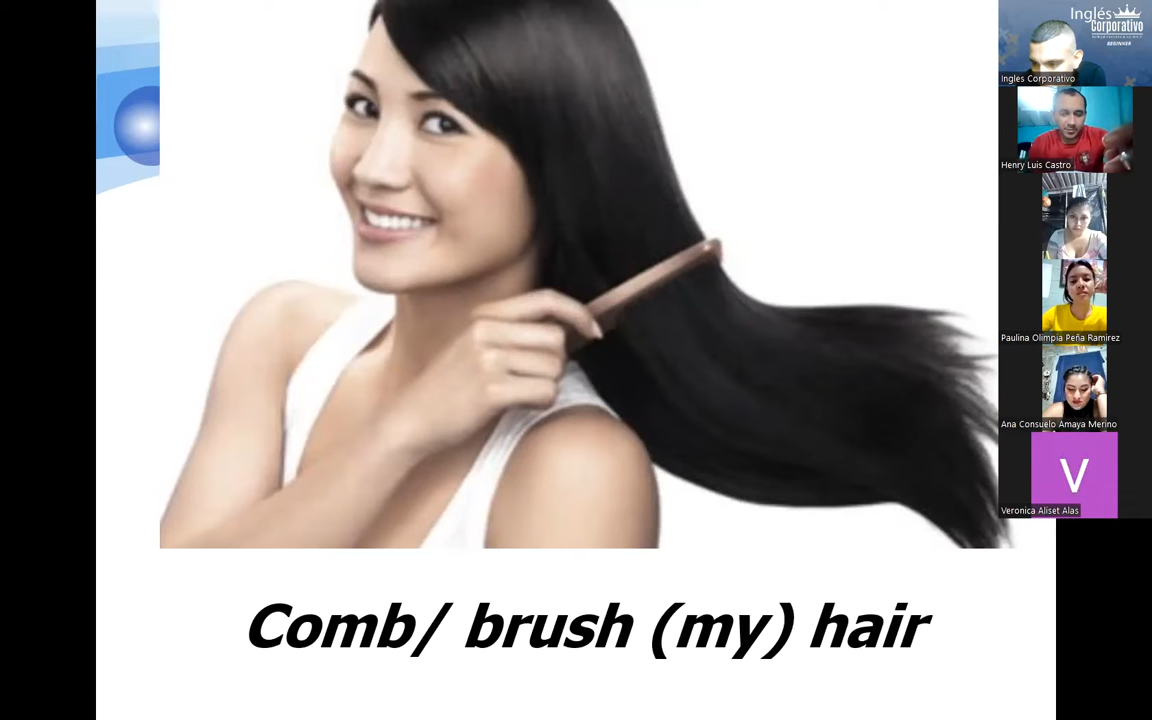 Inglés
Corporativo
BEGINNER
Ingles Corporativo
Henry Luis Castro
Paulina Olimpia Peña Ramirez
Ana Consuelo Amaya Merino
V
Veronica Aliset Alas
Comb/ brush (my) hair